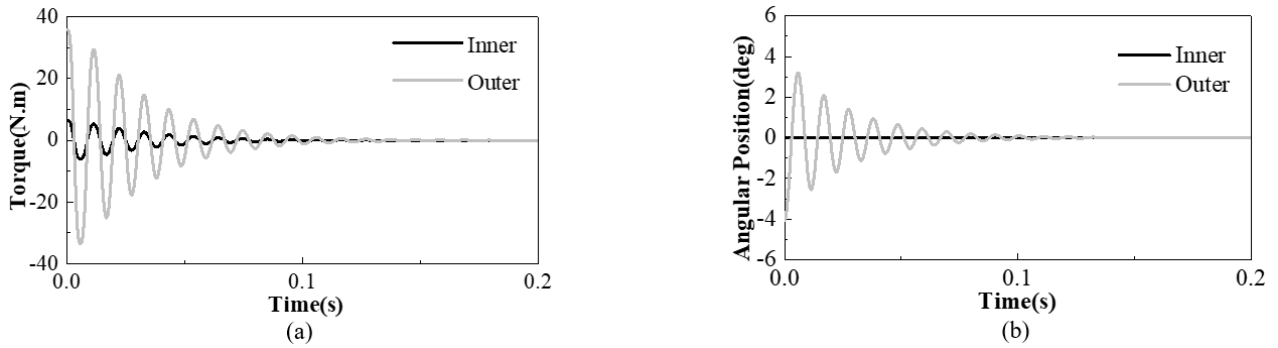 40
20
0
-20
-40
Torque(N.m)
Inner
Outer
0.0 0.1 0.2
Time(s)
(a)
6
4
2
0
-2
-4
-6
Angular Position(deg)
Inner
Outer
0.0 0.1 0.2
Time(s)
(b)